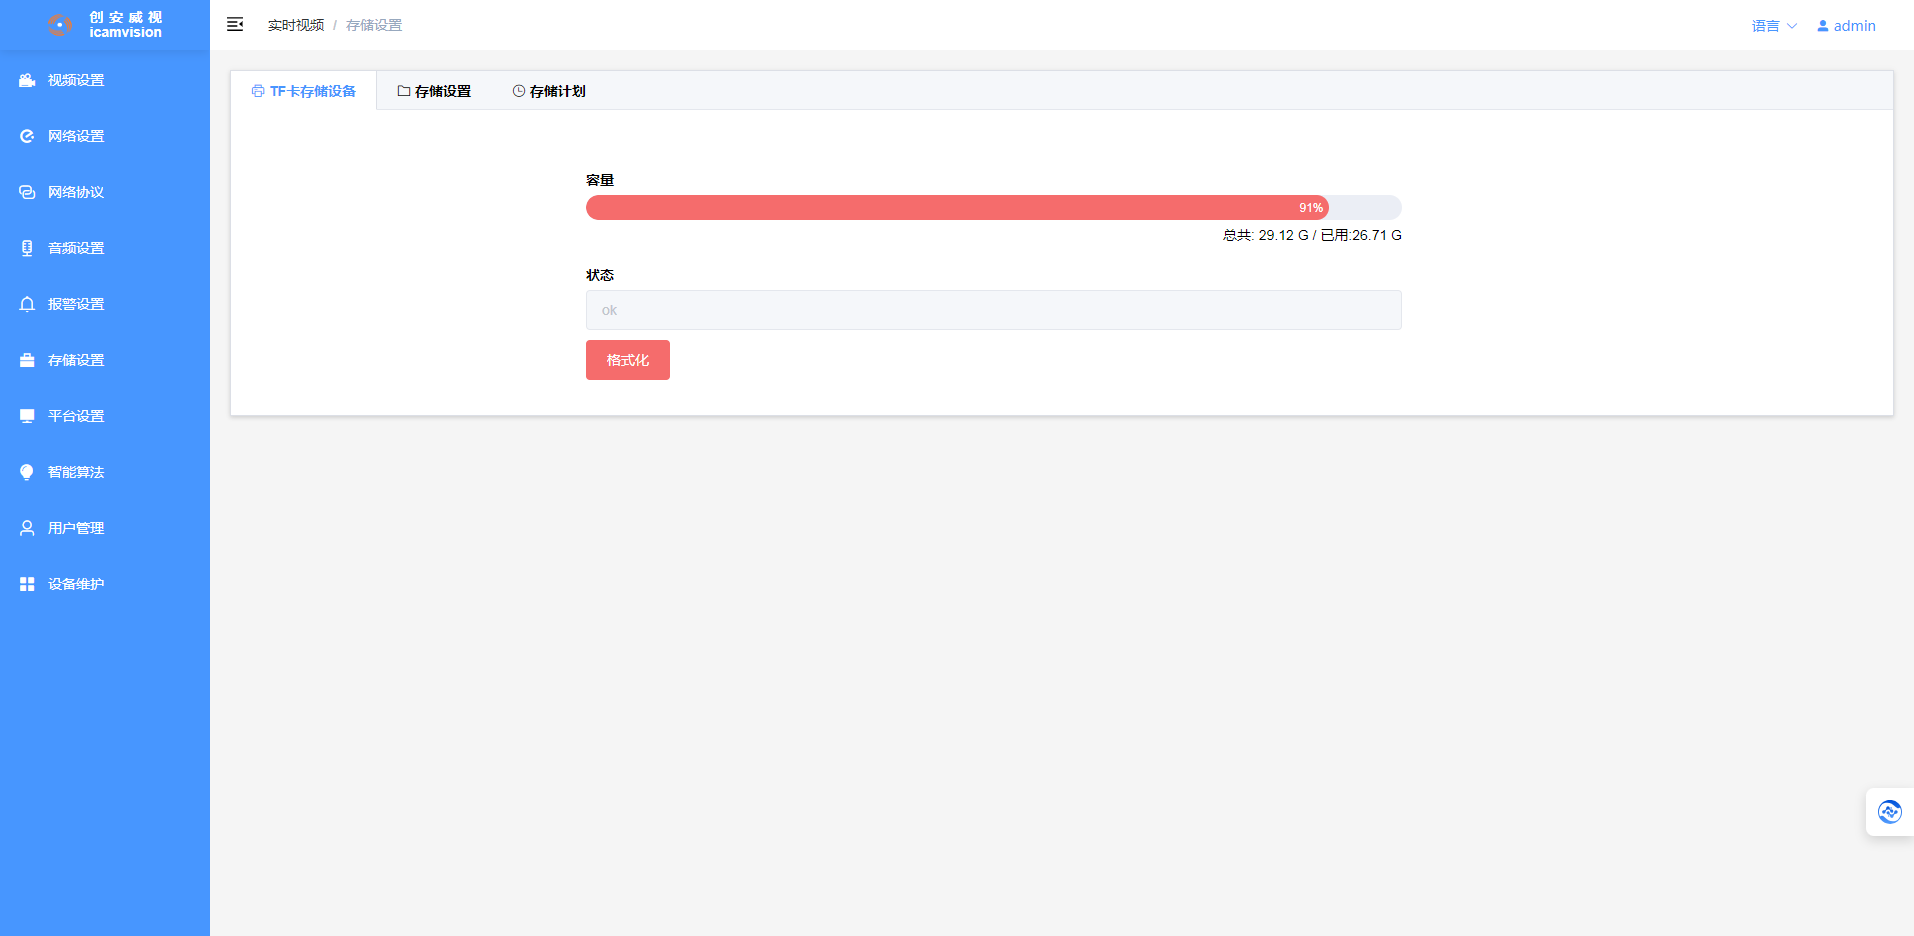 创安威视
icamvision
实时视频 / 存储设置
语言
admin
视频设置
网络设置
网络协议
音频设置
报警设置
存储设置
平台设置
智能算法
用户管理
设备维护
TF卡存储设备
存储设置
存储计划
容量
91%
总共: 29.12 G / 已用:26.71 G
状态
ok
格式化